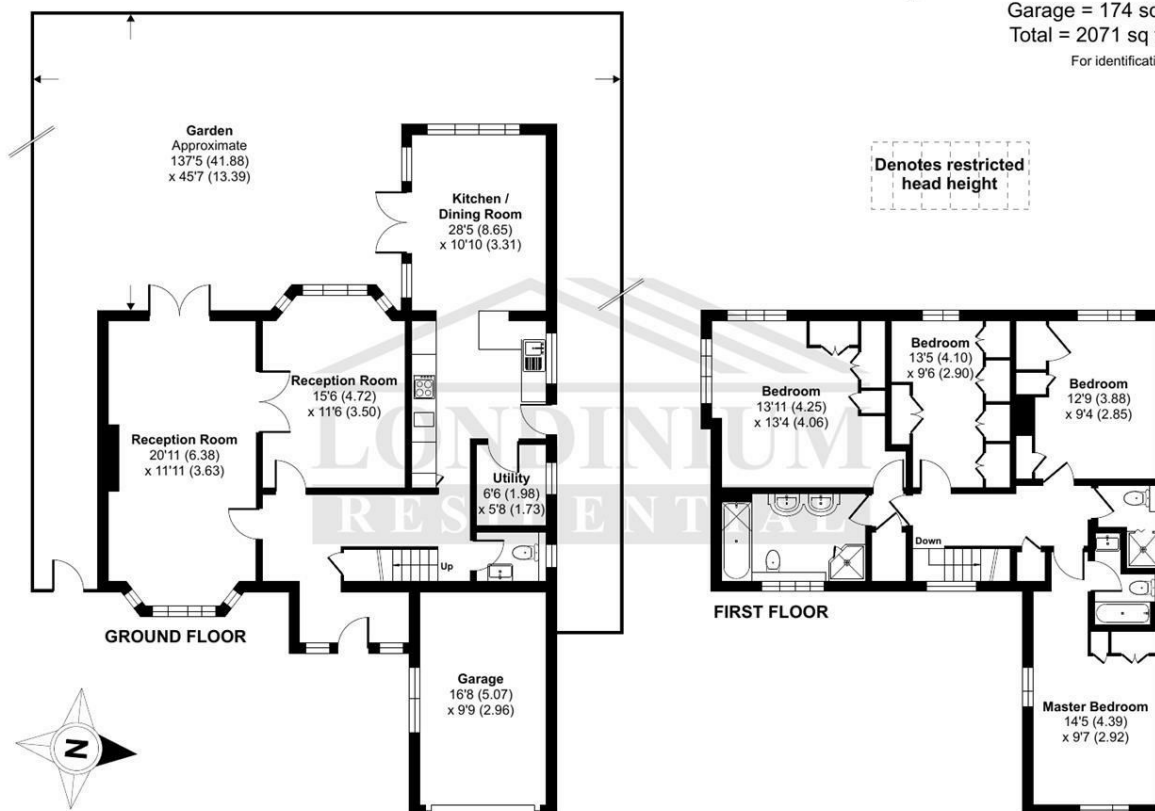 Garage = 174 sq
Total = 2071 sq
For identificati
Garden
Approximate
137'5 (41.88)
x 45'7 (13.39)
Kitchen /
Dining Room
28'5 (8.65)
x 10'10 (3.31)
Denotes restricted
head height
Reception Room
15'6 (4.72)
x 11'6 (3.50)
Reception Room
20'11 (6.38)
x 11'11 (3.63)
Utility
6'6 (1.98)
x 5'8 (1.73)
Up
GROUND FLOOR
Garage
16'8 (5.07)
x 9'9 (2.96)
N
LONDINIUM
RESIDENTIAL
Bedroom
13'11 (4.25)
x 13'4 (4.06)
Bedroom
13'5 (4.10)
x 9'6 (2.90)
Bedroom
12'9 (3.88)
x 9'4 (2.85)
Down
FIRST FLOOR
Master Bedroom
14'5 (4.39)
x 9'7 (2.92)